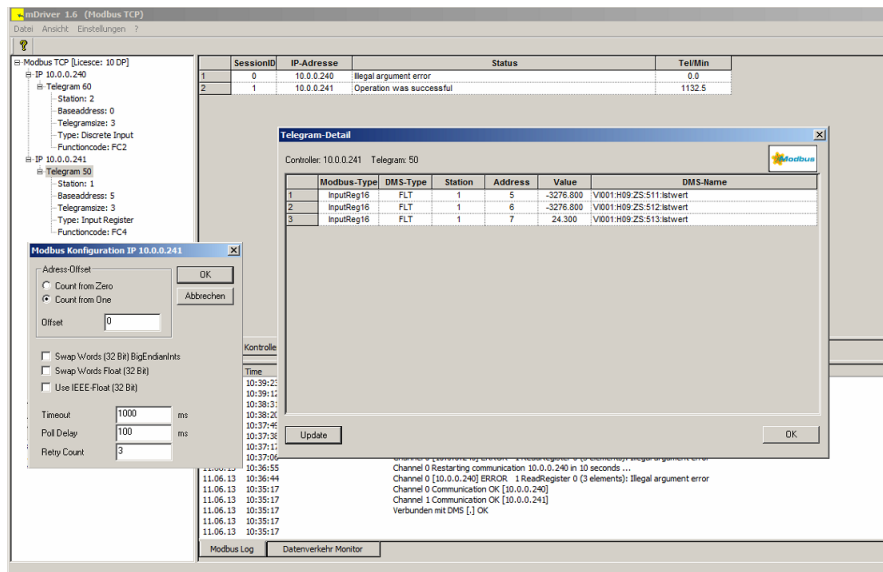 mDriver 1.6 (Modbus TCP)
Datei Ansicht Einstellungen ?
Modbus TCP [Licesce: 10 DP]
IP 10.0.0.240
Telegram 60
Station: 2
Baseaddress: 0
Telegramsize: 3
Type: Discrete Input
Functioncode: FC2
IP 10.0.0.241
Telegram 50
Station: 1
Baseaddress: 5
Telegramsize: 3
Type: Input Register
Functioncode: FC4
SessionID IP-Adresse Status Tel/Min
1 0 10.0.0.240 Illegal argument error 0.0
2 1 10.0.0.241 Operation was successful 1132.5
Telegram-Detail
Controller: 10.0.0.241 Telegram: 50
Modbus
Modbus-Type DMS-Type Station Address Value DMS-Name
1 InputReg16 FLT 1 5 -3276.800 VI001:H09:ZS:511:Istwert
2 InputReg16 FLT 1 6 -3276.800 VI001:H09:ZS:512:Istwert
3 InputReg16 FLT 1 7 24.300 VI001:H09:ZS:513:Istwert
Update OK
Modbus Konfiguration IP 10.0.0.241
Adress-Offset
Count from Zero
Count from One
Offset 0
OK
Abbrechen
Swap Words (32 Bit) BigEndianInts
Swap Words Float (32 Bit)
Use IEEE-Float (32 Bit)
Timeout 1000 ms
Poll Delay 100 ms
Retry Count 3
Kontrolle
Time
10:39:23
10:39:12
10:38:31
10:38:20
10:37:49
10:37:38
10:37:17
10:37:06
11.06.13 10:36:55 Channel 0 Restarting communication 10.0.0.240 in 10 seconds ...
11.06.13 10:36:44 Channel 0 [10.0.0.240] ERROR 1 ReadRegister 0 (3 elements): Illegal argument error
11.06.13 10:35:17 Channel 0 Communication OK [10.0.0.240]
11.06.13 10:35:17 Channel 1 Communication OK [10.0.0.241]
11.06.13 10:35:17 Verbunden mit DMS [.] OK
11.06.13 10:35:17
11.06.13 10:35:17
Modbus Log Datenverkehr Monitor